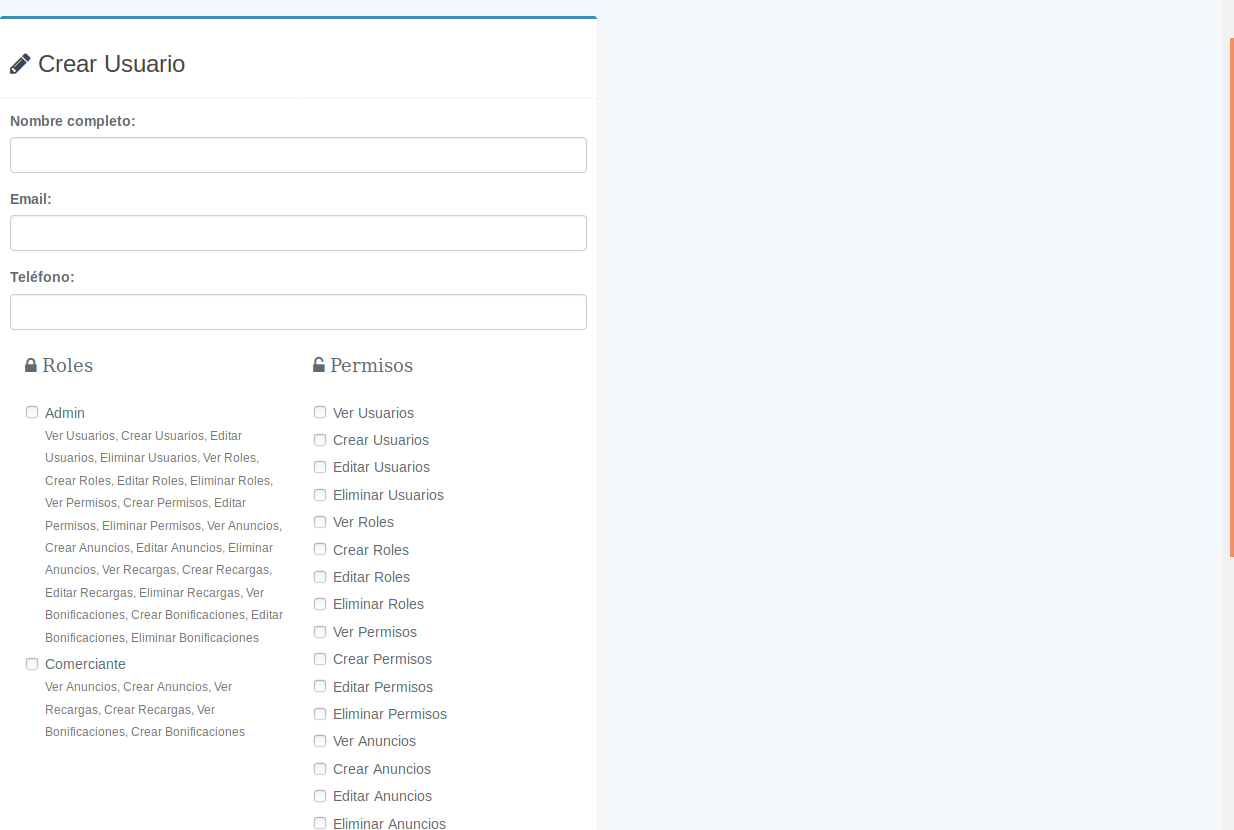 Crear Usuario
Nombre completo:
Email:
Teléfono:
Roles
Admin
Ver Usuarios, Crear Usuarios, Editar
Usuarios, Eliminar Usuarios, Ver Roles,
Crear Roles, Editar Roles, Eliminar Roles,
Ver Permisos, Crear Permisos, Editar
Permisos, Eliminar Permisos, Ver Anuncios,
Crear Anuncios, Editar Anuncios, Eliminar
Anuncios, Ver Recargas, Crear Recargas,
Editar Recargas, Eliminar Recargas, Ver
Bonificaciones, Crear Bonificaciones, Editar
Bonificaciones, Eliminar Bonificaciones
Comerciante
Ver Anuncios, Crear Anuncios, Ver
Recargas, Crear Recargas, Ver
Bonificaciones, Crear Bonificaciones
Permisos
Ver Usuarios
Crear Usuarios
Editar Usuarios
Eliminar Usuarios
Ver Roles
Crear Roles
Editar Roles
Eliminar Roles
Ver Permisos
Crear Permisos
Editar Permisos
Eliminar Permisos
Ver Anuncios
Crear Anuncios
Editar Anuncios
Eliminar Anuncios